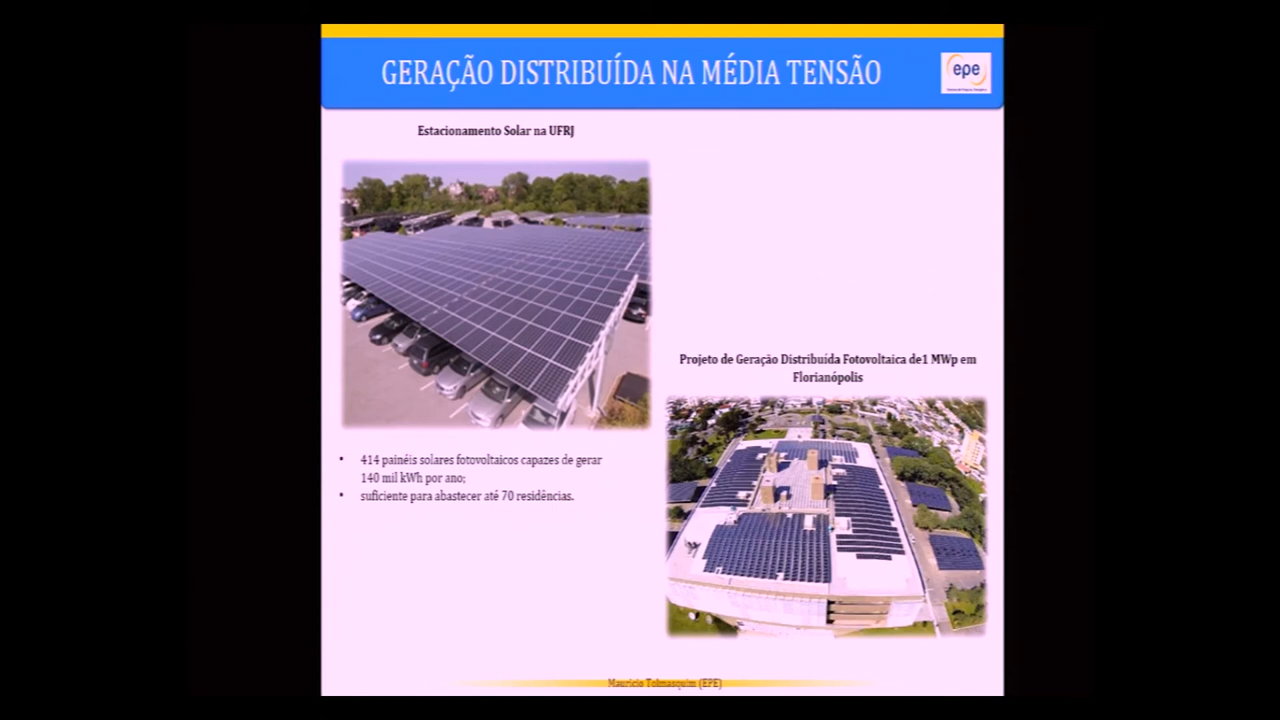 GERAÇÃO DISTRIBUÍDA NA MÉDIA TENSÃO
epe
Estacionamento Solar na UFRJ
• 414 painéis solares fotovoltaicos capazes de gerar
140 mil kWh por ano;
• suficiente para abastecer até 70 residências.
Projeto de Geração Distribuída Fotovoltaica de1 MWp em
Florianópolis
Mauricio Tolmasquim (EPE)